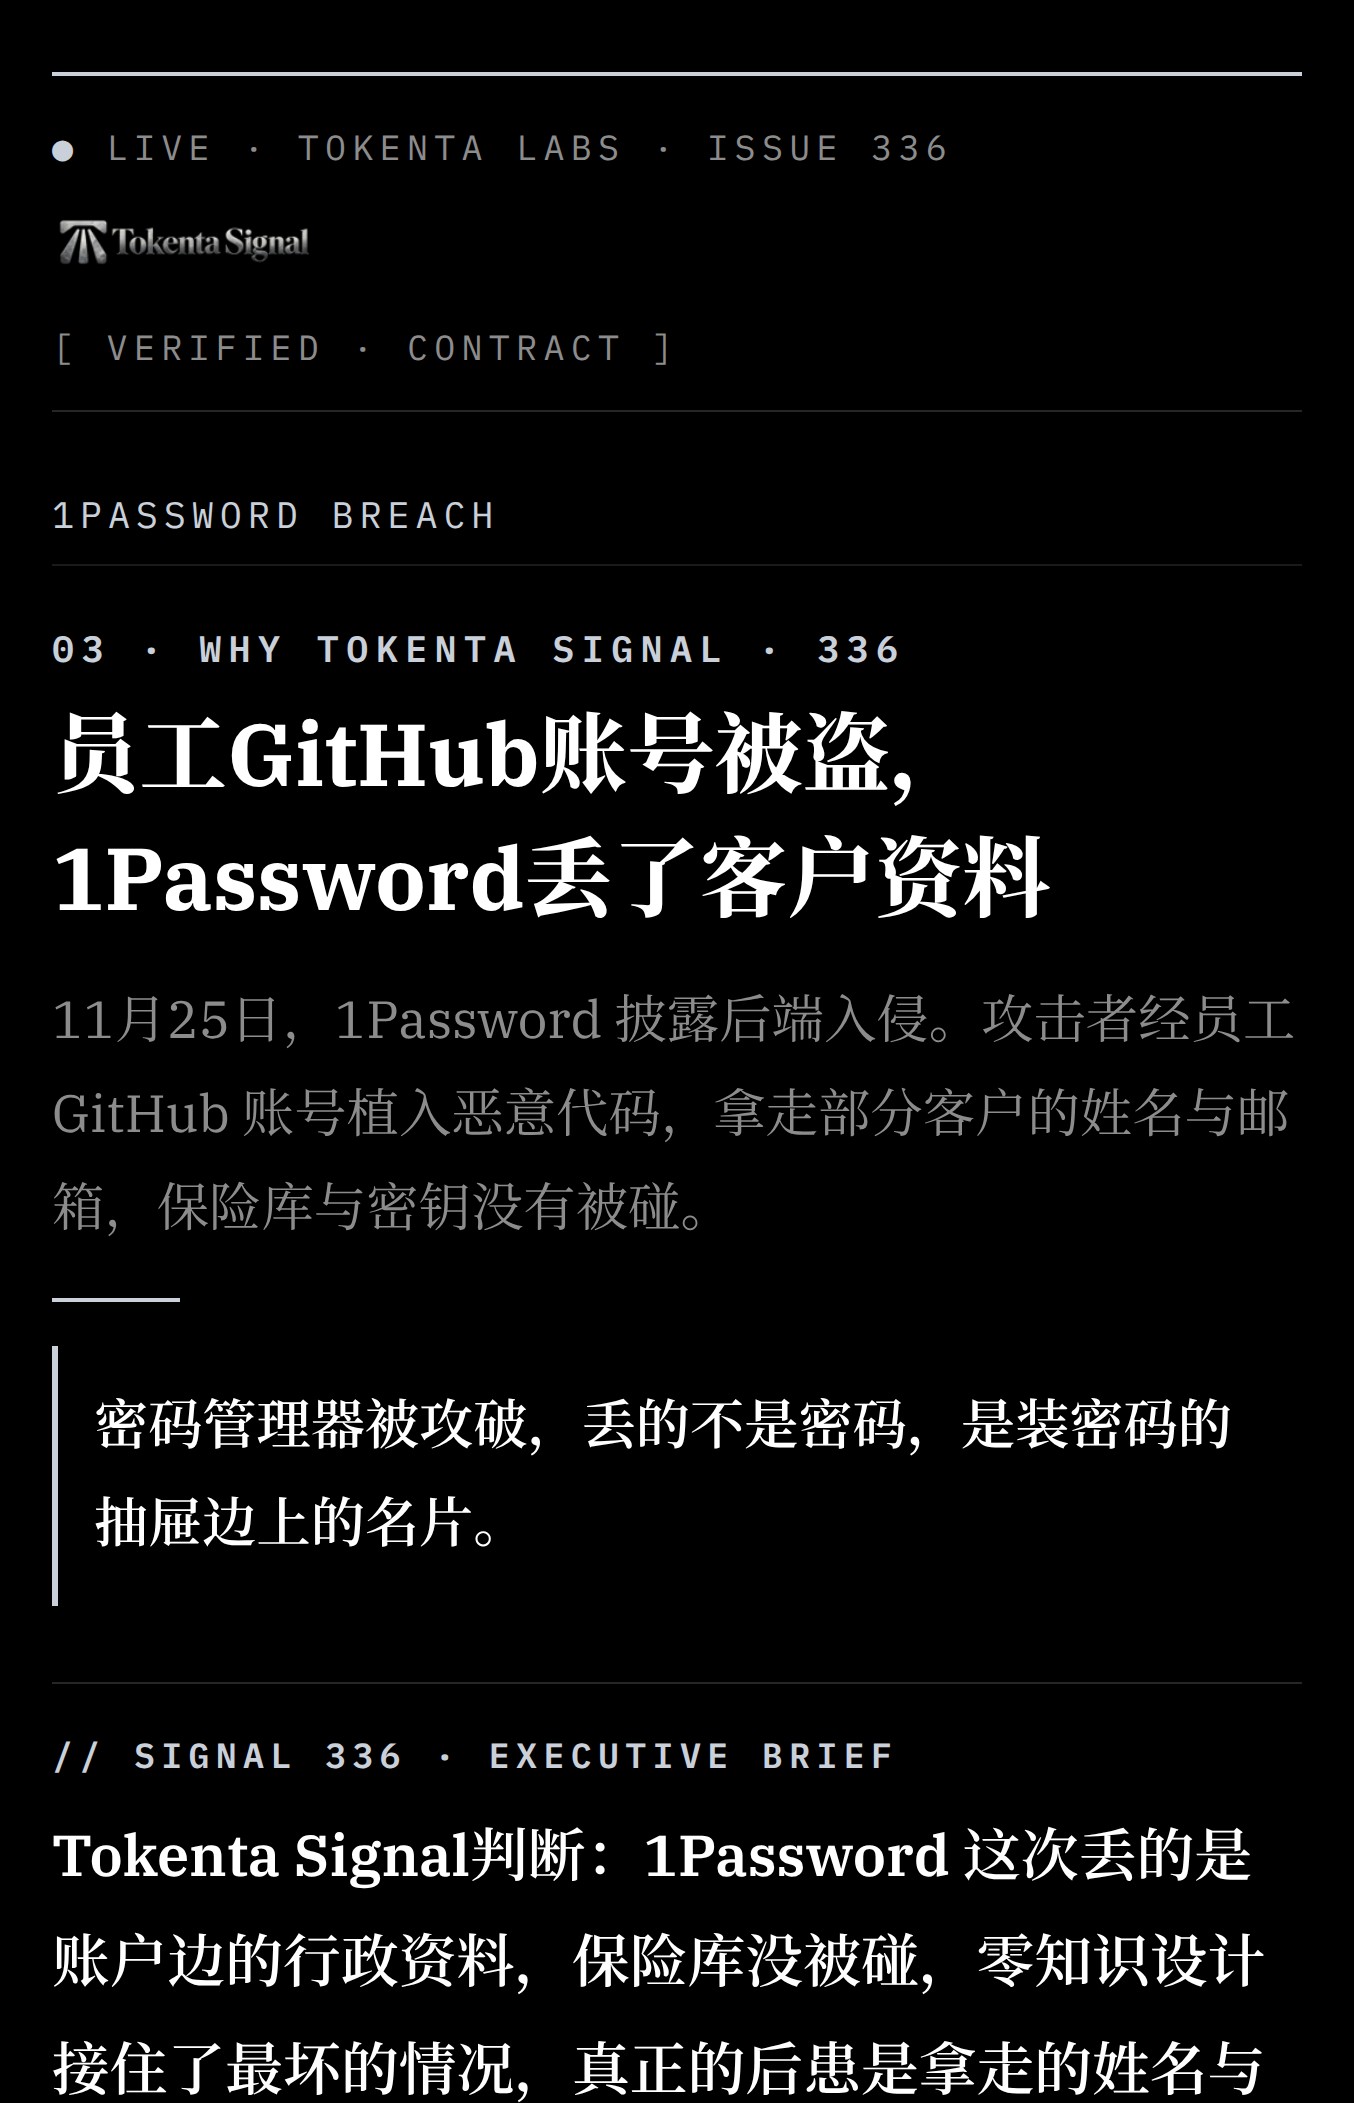 ● LIVE · TOKENTA LABS · ISSUE 336
Tokenta Signal
[ VERIFIED · CONTRACT ]
1PASSWORD BREACH
03 · WHY TOKENTA SIGNAL · 336
员工GitHub账号被盗，
1Password丢了客户资料
11月25日，1Password 披露后端入侵。攻击者经员工
GitHub 账号植入恶意代码，拿走部分客户的姓名与邮
箱，保险库与密钥没有被碰。
密码管理器被攻破，丢的不是密码，是装密码的
抽屉边上的名片。
// SIGNAL 336 · EXECUTIVE BRIEF
Tokenta Signal判断：1Password 这次丢的是
账户边的行政资料，保险库没被碰，零知识设计
接住了最坏的情况，真正的后患是拿走的姓名与